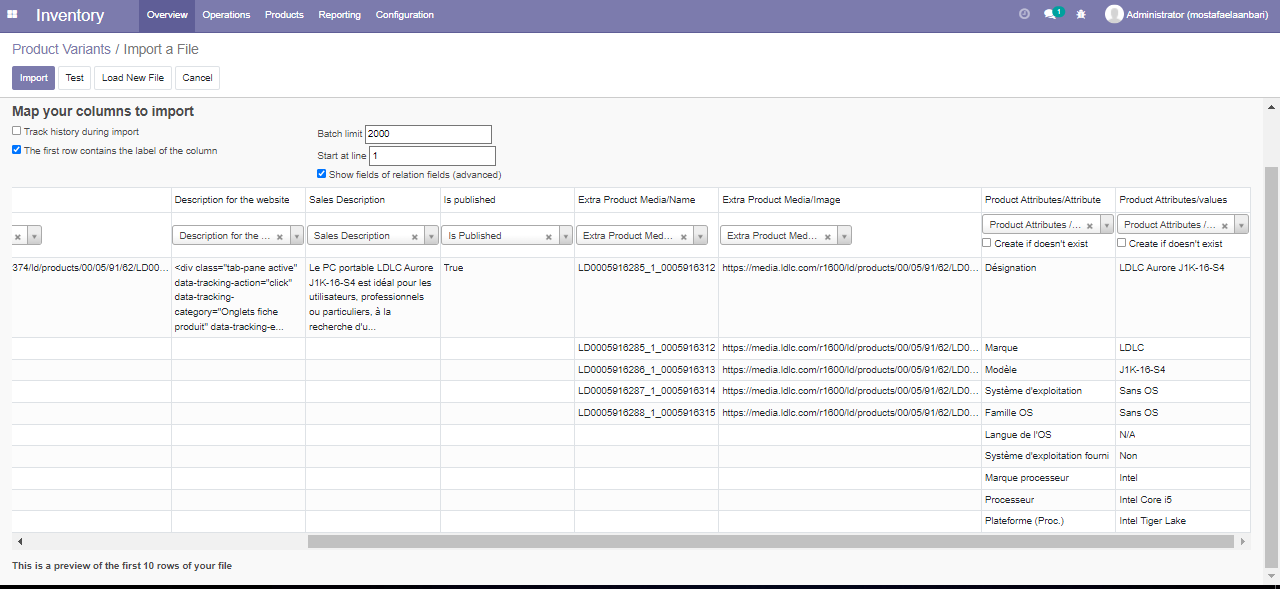 Inventory Overview Operations Products Reporting Configuration 1 Administrator (mostafaelaanbari)
Product Variants / Import a File
Import Test Load New File Cancel
Map your columns to import
Track history during import
Batch limit 2000
The first row contains the label of the column
Start at line 1
Show fields of relation fields (advanced)
Description for the website Sales Description Is published Extra Product Media/Name Extra Product Media/Image Product Attributes/Attribute Product Attributes/values
Description for the ... Sales Description Is Published Extra Product Med... Extra Product Med... Product Attributes /... Product Attributes /...
Create if doesn't exist Create if doesn't exist
374/ld/products/00/05/91/62/LD00... <div class="tab-pane active" Le PC portable LDLC Aurore True LD0005916285_1_0005916312 https://media.ldlc.com/r1600/ld/products/00/05/91/62/LD0... Désignation LDLC Aurore J1K-16-S4
data-tracking-action="click" J1K-16-S4 est idéal pour les
data-tracking- utilisateurs, professionnels
category="Onglets fiche ou particuliers, à la
produit" data-tracking-e... recherche d'u...
LD0005916285_1_0005916312 https://media.ldlc.com/r1600/ld/products/00/05/91/62/LD0... Marque LDLC
LD0005916286_1_0005916313 https://media.ldlc.com/r1600/ld/products/00/05/91/62/LD0... Modèle J1K-16-S4
LD0005916287_1_0005916314 https://media.ldlc.com/r1600/ld/products/00/05/91/62/LD0... Système d'exploitation Sans OS
LD0005916288_1_0005916315 https://media.ldlc.com/r1600/ld/products/00/05/91/62/LD0... Famille OS Sans OS
Langue de l'OS N/A
Système d'exploitation fourni Non
Marque processeur Intel
Processeur Intel Core i5
Plateforme (Proc.) Intel Tiger Lake
This is a preview of the first 10 rows of your file